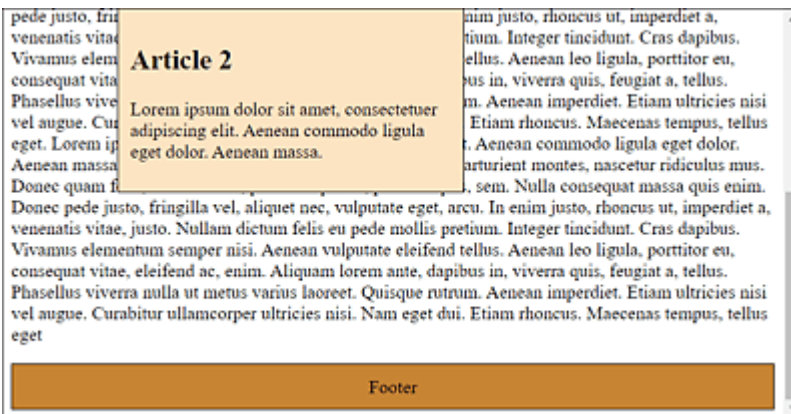 pede justo, frin nim justo, rhoncus ut, imperdiet a,
venenatis vitae tium. Integer tincidunt. Cras dapibus.
Vivamus elem ellus. Aenean leo ligula, porttitor eu,
consequat vita us in, viverra quis, feugiat a, tellus.
Phasellus vive m. Aenean imperdiet. Etiam ultricies nisi
vel augue. Cur Etiam rhoncus. Maecenas tempus, tellus
eget. Lorem ip t. Aenean commodo ligula eget dolor.
Aenean massa arturient montes, nascetur ridiculus mus.
Donec quam f s, sem. Nulla consequat massa quis enim.
Article 2
Lorem ipsum dolor sit amet, consectetuer
adipiscing elit. Aenean commodo ligula
eget dolor. Aenean massa.
Donec pede justo, fringilla vel, aliquet nec, vulputate eget, arcu. In enim justo, rhoncus ut, imperdiet a,
venenatis vitae, justo. Nullam dictum felis eu pede mollis pretium. Integer tincidunt. Cras dapibus.
Vivamus elementum semper nisi. Aenean vulputate eleifend tellus. Aenean leo ligula, porttitor eu,
consequat vitae, eleifend ac, enim. Aliquam lorem ante, dapibus in, viverra quis, feugiat a, tellus.
Phasellus viverra nulla ut metus varius laoreet. Quisque rutrum. Aenean imperdiet. Etiam ultricies nisi
vel augue. Curabitur ullamcorper ultricies nisi. Nam eget dui. Etiam rhoncus. Maecenas tempus, tellus
eget
Footer